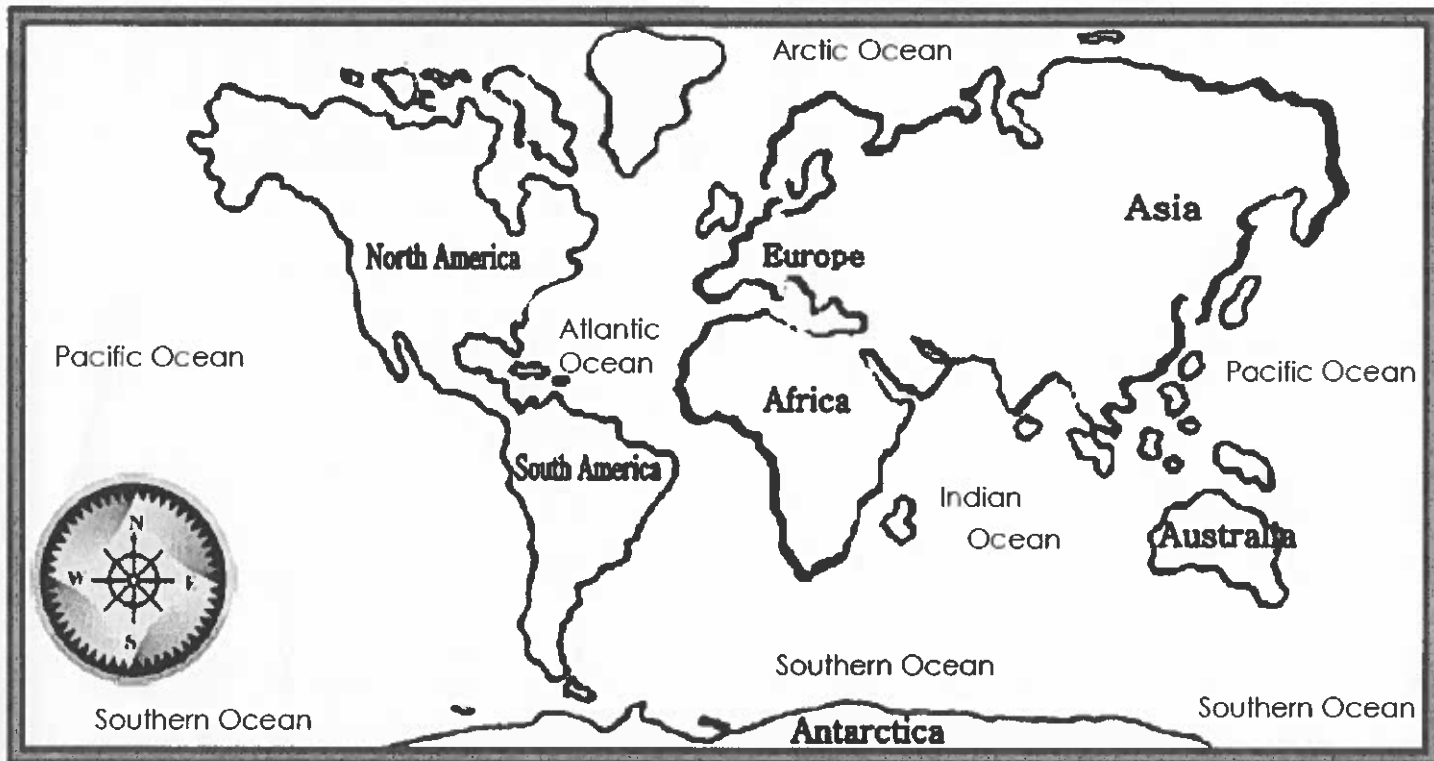 Arctic Ocean
Asia
North America
Europe
Atlantic
Ocean
Pacific Ocean
Pacific Ocean
Africa
South America
Indian
Ocean
Australia
N
W
E
S
Southern Ocean
Southern Ocean
Southern Ocean
Antarctica